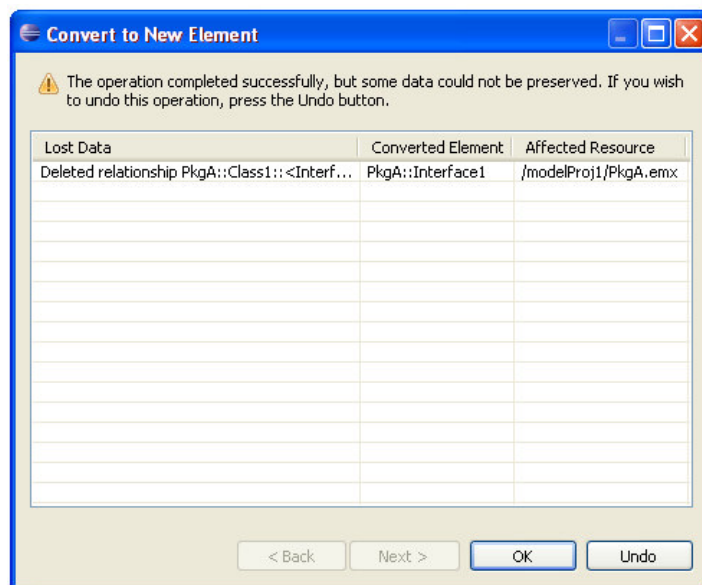 Convert to New Element
The operation completed successfully, but some data could not be preserved. If you wish
to undo this operation, press the Undo button.
Lost Data Converted Element Affected Resource
Deleted relationship PkgA::Class1::<Interf... PkgA::Interface1 /modelProj1/PkgA.emx
< Back Next > OK Undo